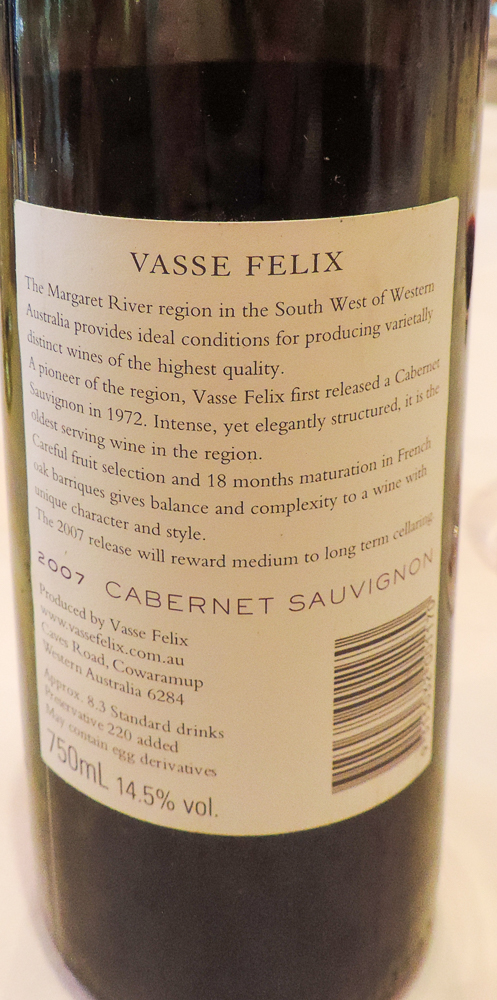 VASSE FELIX
The Margaret River region in the South West of Western
Australia provides ideal conditions for producing varietally
distinct wines of the highest quality.
A pioneer of the region, Vasse Felix first released a Cabernet
Sauvignon in 1972. Intense, yet elegantly structured, it is the
oldest serving wine in the region.
Careful fruit selection and 18 months maturation in French
oak barriques gives balance and complexity to a wine with
unique character and style.
The 2007 release will reward medium to long term cellaring.
2007 CABERNET SAUVIGNON
Produced by Vasse Felix
www.vassefelix.com.au
Caves Road, Cowaramup
Western Australia 6284
Approx. 8.3 Standard drinks
Preservative 220 added
May contain egg derivatives
750mL 14.5% vol.